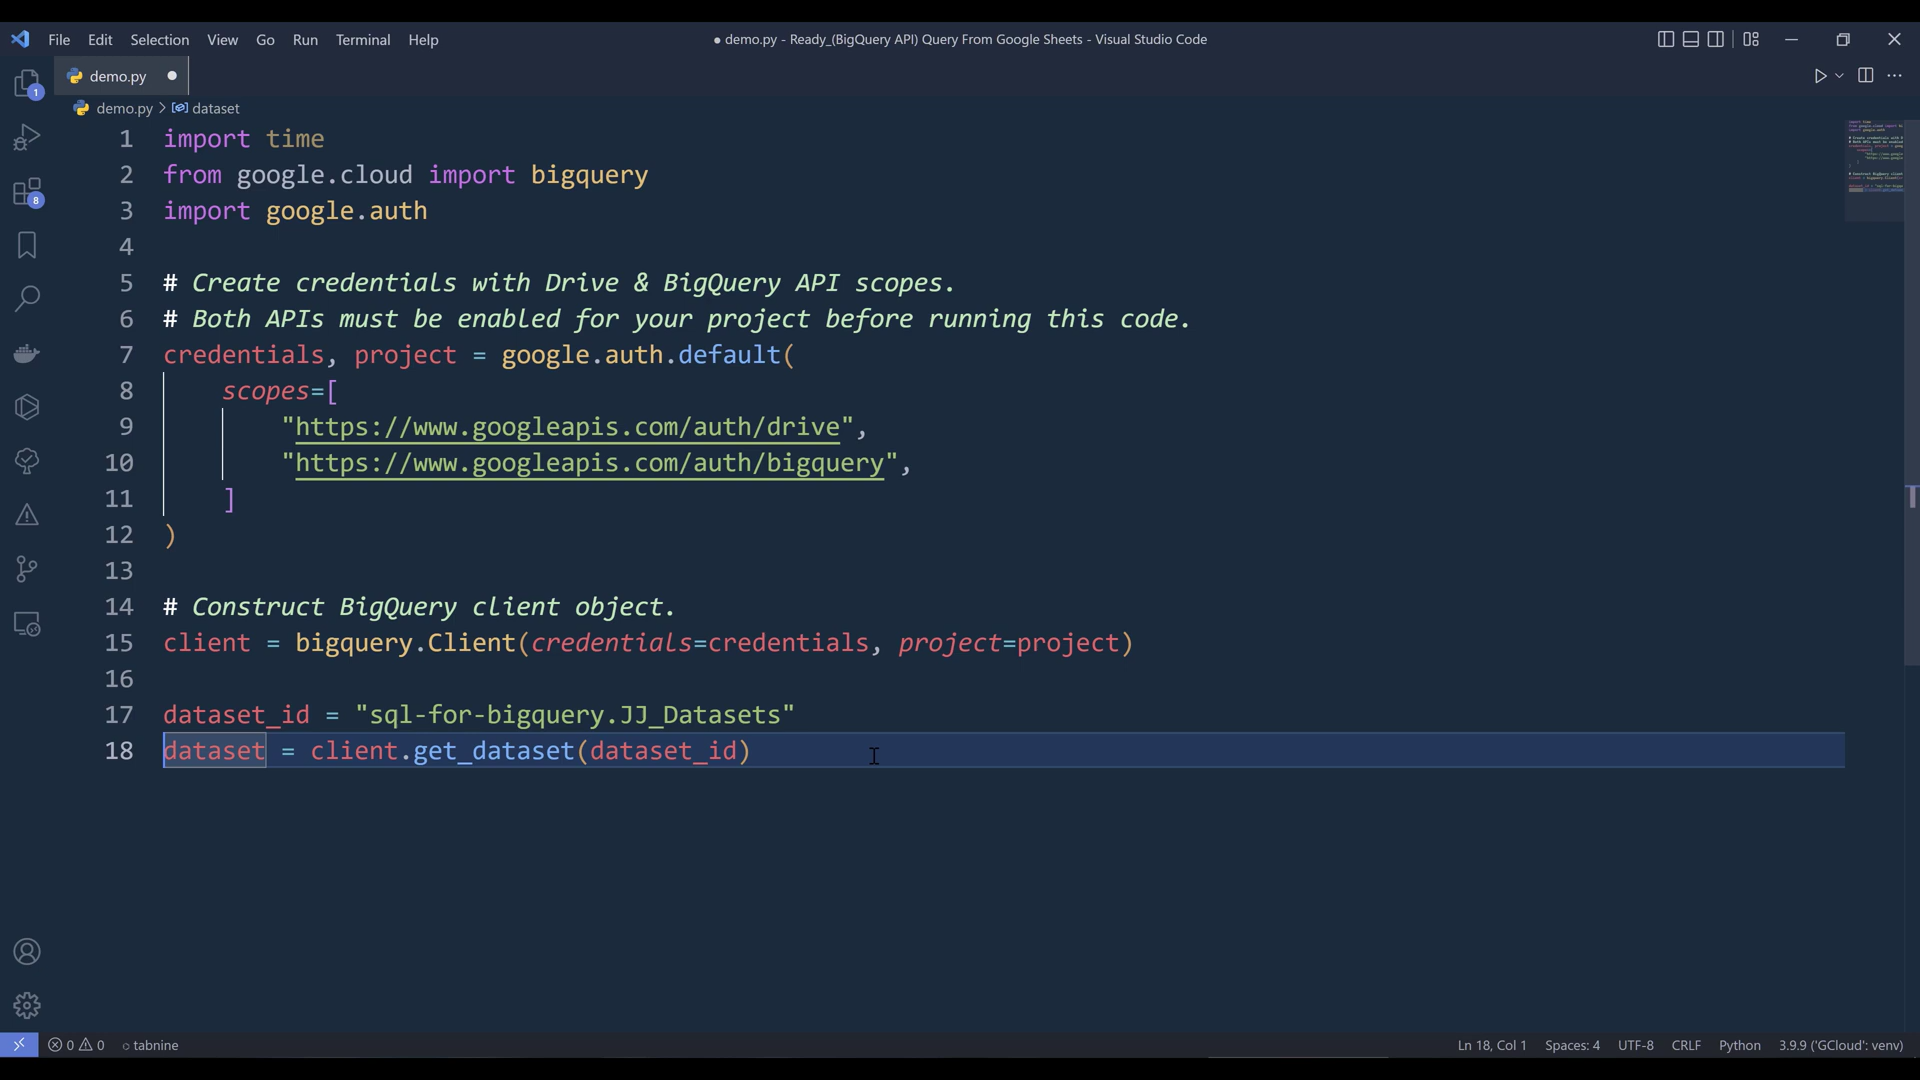 File Edit Selection View Go Run Terminal Help
● demo.py - Ready_(BigQuery API) Query From Google Sheets - Visual Studio Code
demo.py
demo.py > dataset
1
8
1 import time
2 from google.cloud import bigquery
3 import google.auth
4
5 # Create credentials with Drive & BigQuery API scopes.
6 # Both APIs must be enabled for your project before running this code.
7 credentials, project = google.auth.default(
8     scopes=[
9         "https://www.googleapis.com/auth/drive",
10         "https://www.googleapis.com/auth/bigquery",
11     ]
12 )
13
14 # Construct BigQuery client object.
15 client = bigquery.Client(credentials=credentials, project=project)
16
17 dataset_id = "sql-for-bigquery.JJ_Datasets"
18 dataset = client.get_dataset(dataset_id)
0 0 tabnine
Ln 18, Col 1 Spaces: 4 UTF-8 CRLF Python 3.9.9 ('GCloud': venv)